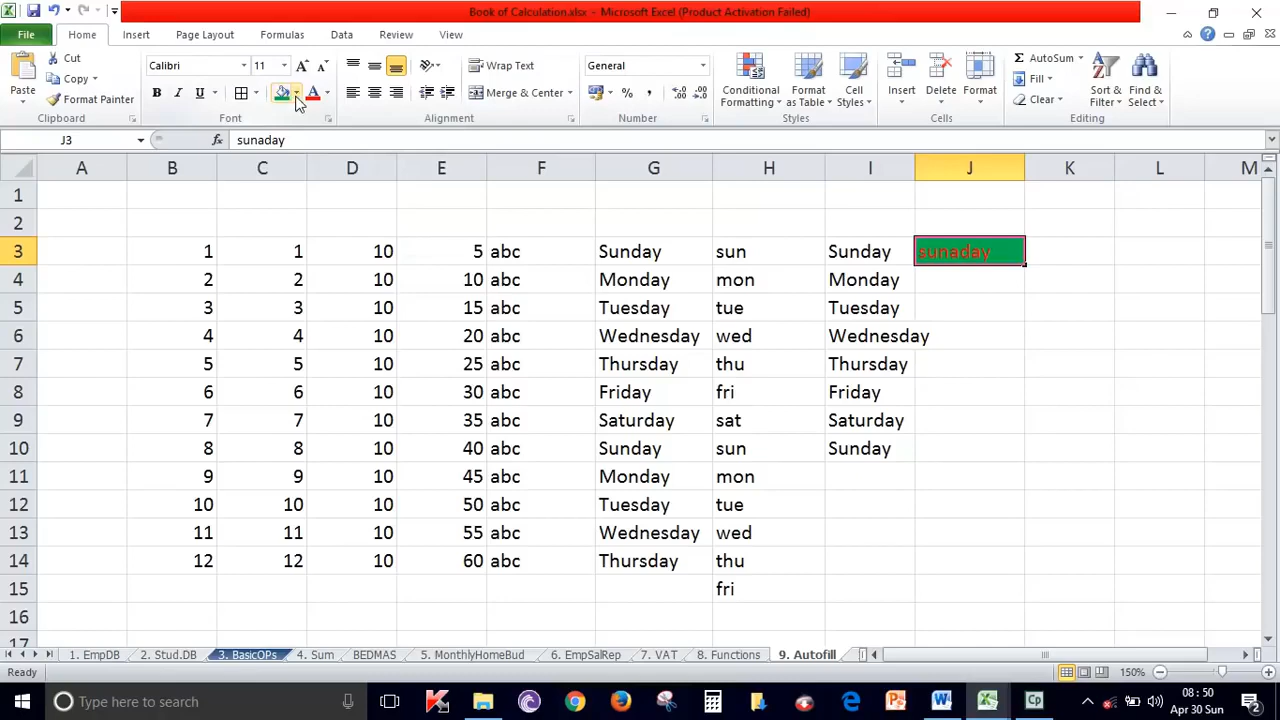 Book of Calculation.xlsx - Microsoft Excel (Product Activation Failed)
File Home Insert Page Layout Formulas Data Review View
Paste
Cut
Copy
Format Painter
Clipboard
Calibri 11
B I U
Font
Wrap Text
Merge & Center
Alignment
General
%
Number
Conditional Formatting
Format as Table
Cell Styles
Styles
Insert
Delete
Format
Cells
AutoSum
Fill
Clear
Sort & Filter
Find & Select
Editing
J3 fx sunaday
A B C D E F G H I J K L M
1
2
3 1 1 10 5 abc Sunday sun Sunday sunaday
4 2 2 10 10 abc Monday mon Monday
5 3 3 10 15 abc Tuesday tue Tuesday
6 4 4 10 20 abc Wednesday wed Wednesday
7 5 5 10 25 abc Thursday thu Thursday
8 6 6 10 30 abc Friday fri Friday
9 7 7 10 35 abc Saturday sat Saturday
10 8 8 10 40 abc Sunday sun Sunday
11 9 9 10 45 abc Monday mon
12 10 10 10 50 abc Tuesday tue
13 11 11 10 55 abc Wednesday wed
14 12 12 10 60 abc Thursday thu
15 fri
16
17
1. EmpDB 2. Stud.DB 3. BasicOPs 4. Sum BEDMAS 5. MonthlyHomeBud 6. EmpSalRep 7. VAT 8. Functions 9. Autofill
Ready 150%
Type here to search
08 : 50
Apr 30 Sun
2